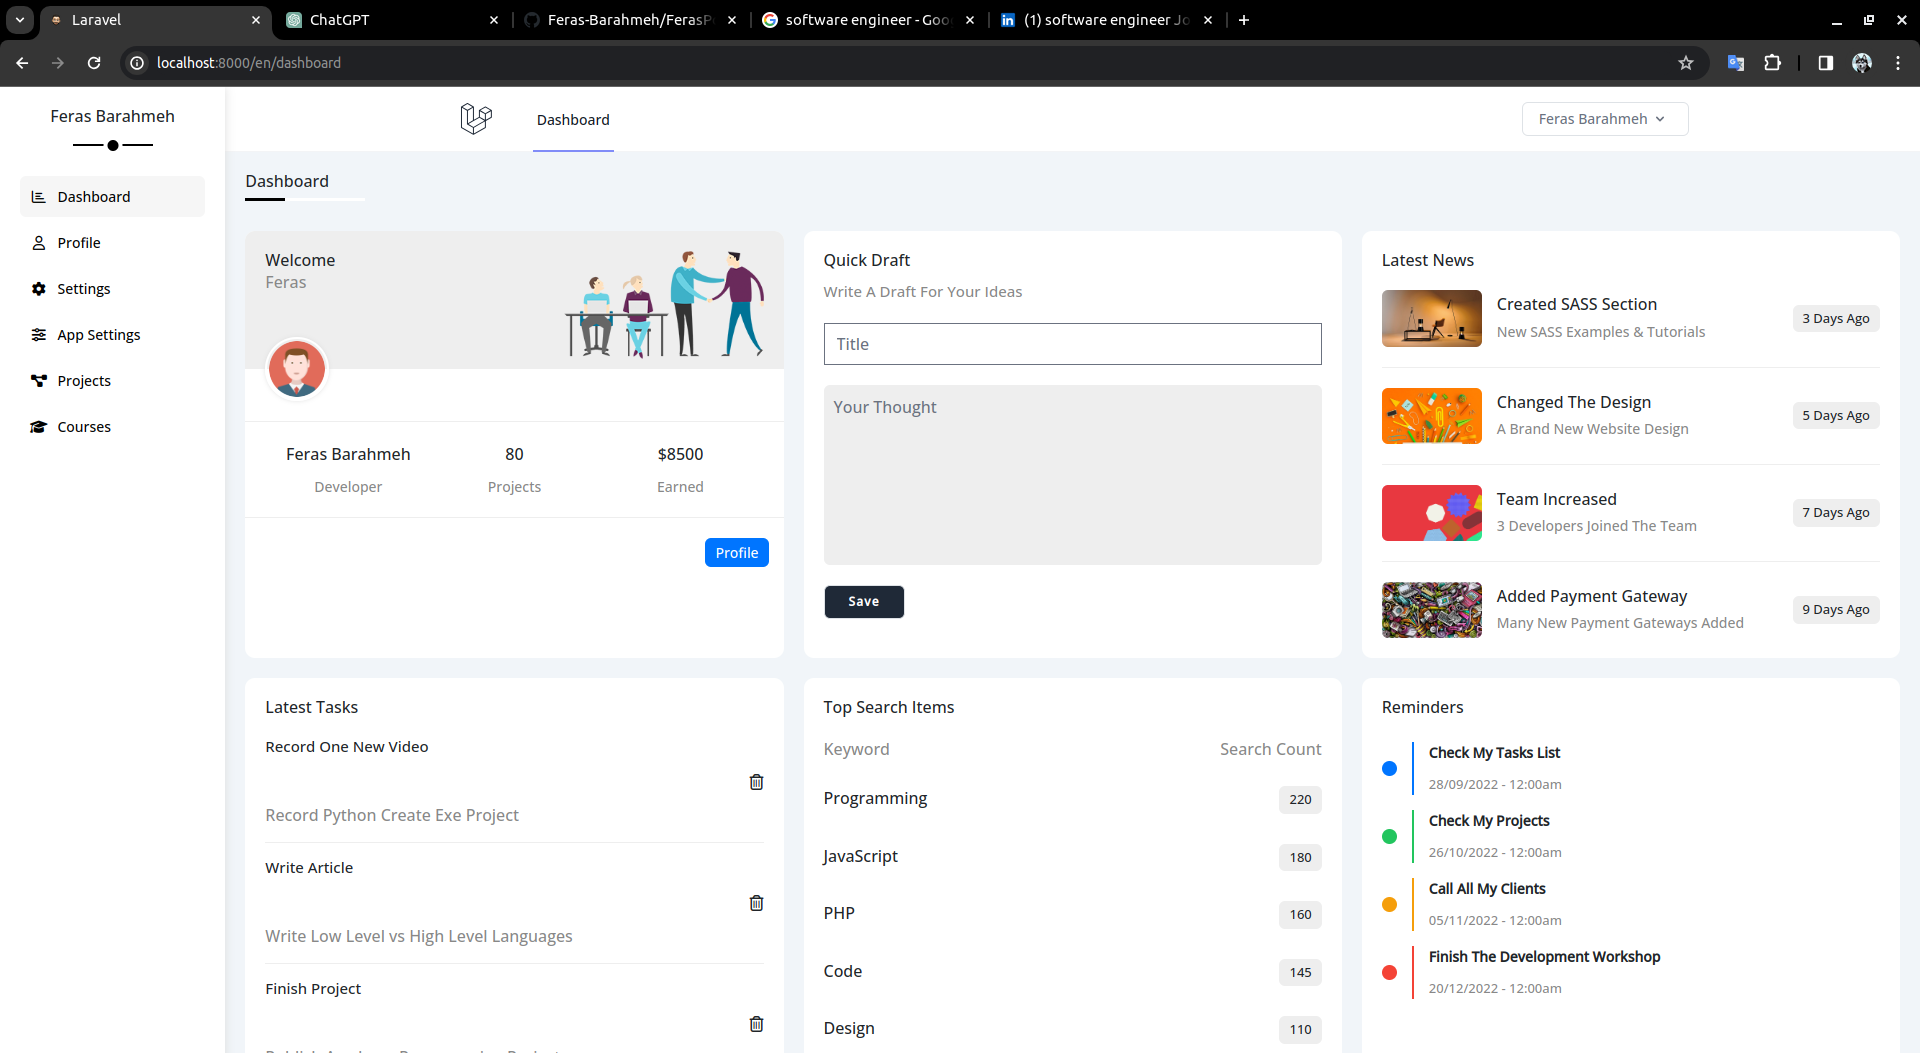 Laravel
ChatGPT
Feras-Barahmeh/FerasP
software engineer - Goo
(1) software engineer Jo
localhost:8000/en/dashboard
Feras Barahmeh
Dashboard
Profile
Settings
App Settings
Projects
Courses
Dashboard
Feras Barahmeh
Dashboard
Welcome
Feras
Feras Barahmeh
Developer
80
Projects
$8500
Earned
Profile
Quick Draft
Write A Draft For Your Ideas
Title
Your Thought
Save
Latest News
Created SASS Section
New SASS Examples & Tutorials
3 Days Ago
Changed The Design
A Brand New Website Design
5 Days Ago
Team Increased
3 Developers Joined The Team
7 Days Ago
Added Payment Gateway
Many New Payment Gateways Added
9 Days Ago
Latest Tasks
Record One New Video
Record Python Create Exe Project
Write Article
Write Low Level vs High Level Languages
Finish Project
Top Search Items
Keyword Search Count
Programming 220
JavaScript 180
PHP 160
Code 145
Design 110
Reminders
Check My Tasks List
28/09/2022 - 12:00am
Check My Projects
26/10/2022 - 12:00am
Call All My Clients
05/11/2022 - 12:00am
Finish The Development Workshop
20/12/2022 - 12:00am